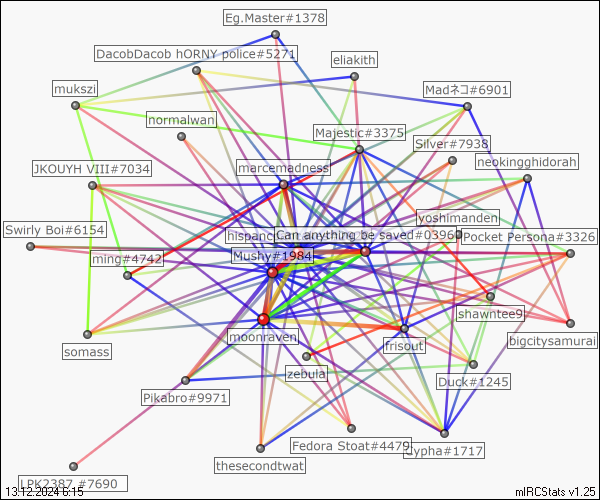 Eg.Master#1378
DacobDacob hORNY police#5271
eliakith
mukszi
Madネコ#6901
normalwan
Majestic#3375
Silver#7938
JKOUYH VIII#7034
marcemadness
neokingghidorah
yoshimanden
Swirly Boi#6154
hispanc
Can anything be saved#0396
Pocket Persona#3326
ming#4742
Mushy#1984
shawntee9
moonraven
frisout
bigcitysamurai
somass
zebula
Duck#1245
Pikabro#9971
Fedora Stoat#4479
Zypha#1717
thesecondtwat
LPK2387 #7690
13.12.2024 6:15
mIRCStats v1.25